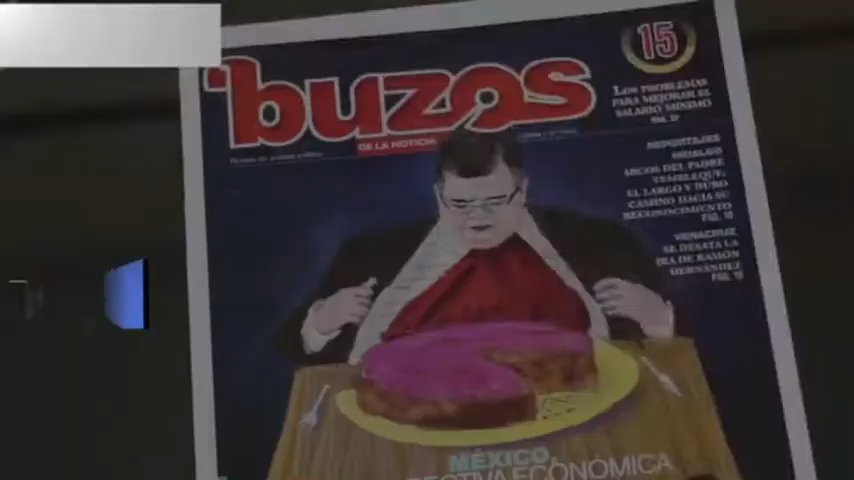 buzos
DE LA NOTICIA
15
LOS PROBLEMAS
PARA MEJORAR EL
SALARIO MÍNIMO
REPORTAJES
HIDALGO
ARCOS DEL PADRE
TEMBLEQUE,
EL LARGO Y DURO
CAMINO HACIA SU
RECONOCIMIENTO
VERACRUZ
SE DESATA LA
IRA DE RAMÓN
HERNÁNDEZ
MÉXICO,
ECONÓMICA